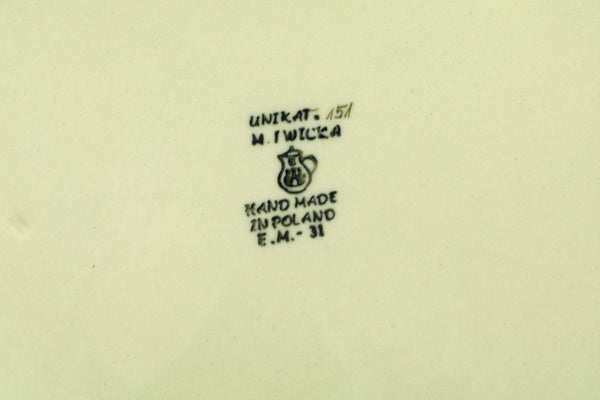 UNIKAT. 151
M. IWICKA
HAND MADE
IN POLAND
E.M.- 31